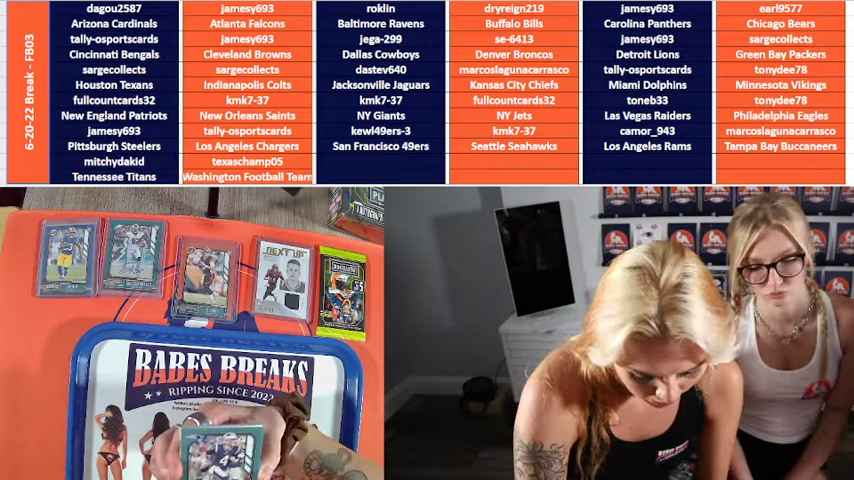 6-20-22 Break - FB03
dagou2587 jamesy693 roklin dryreign219 jamesy693 earl9577
Arizona Cardinals Atlanta Falcons Baltimore Ravens Buffalo Bills Carolina Panthers Chicago Bears
tally-osportscards jamesy693 jega-299 se-6413 jamesy693 sargecollects
Cincinnati Bengals Cleveland Browns Dallas Cowboys Denver Broncos Detroit Lions Green Bay Packers
sargecollects sargecollects dastev640 marcoslagunacarrasco tally-osportscards tonydee78
Houston Texans Indianapolis Colts Jacksonville Jaguars Kansas City Chiefs Miami Dolphins Minnesota Vikings
fullcountcards32 kmk7-37 kmk7-37 fullcountcards32 toneb33 tonydee78
New England Patriots New Orleans Saints NY Giants NY Jets Las Vegas Raiders Philadelphia Eagles
jamesy693 tally-osportscards kewl49ers-3 kmk7-37 camor_943 marcoslagunacarrasco
Pittsburgh Steelers Los Angeles Chargers San Francisco 49ers Seattle Seahawks Los Angeles Rams Tampa Bay Buccaneers
mitchydakid texaschamp05
Tennessee Titans Washington Football Team
NEXT UP
BABES BREAKS
RIPPING SINCE 2022